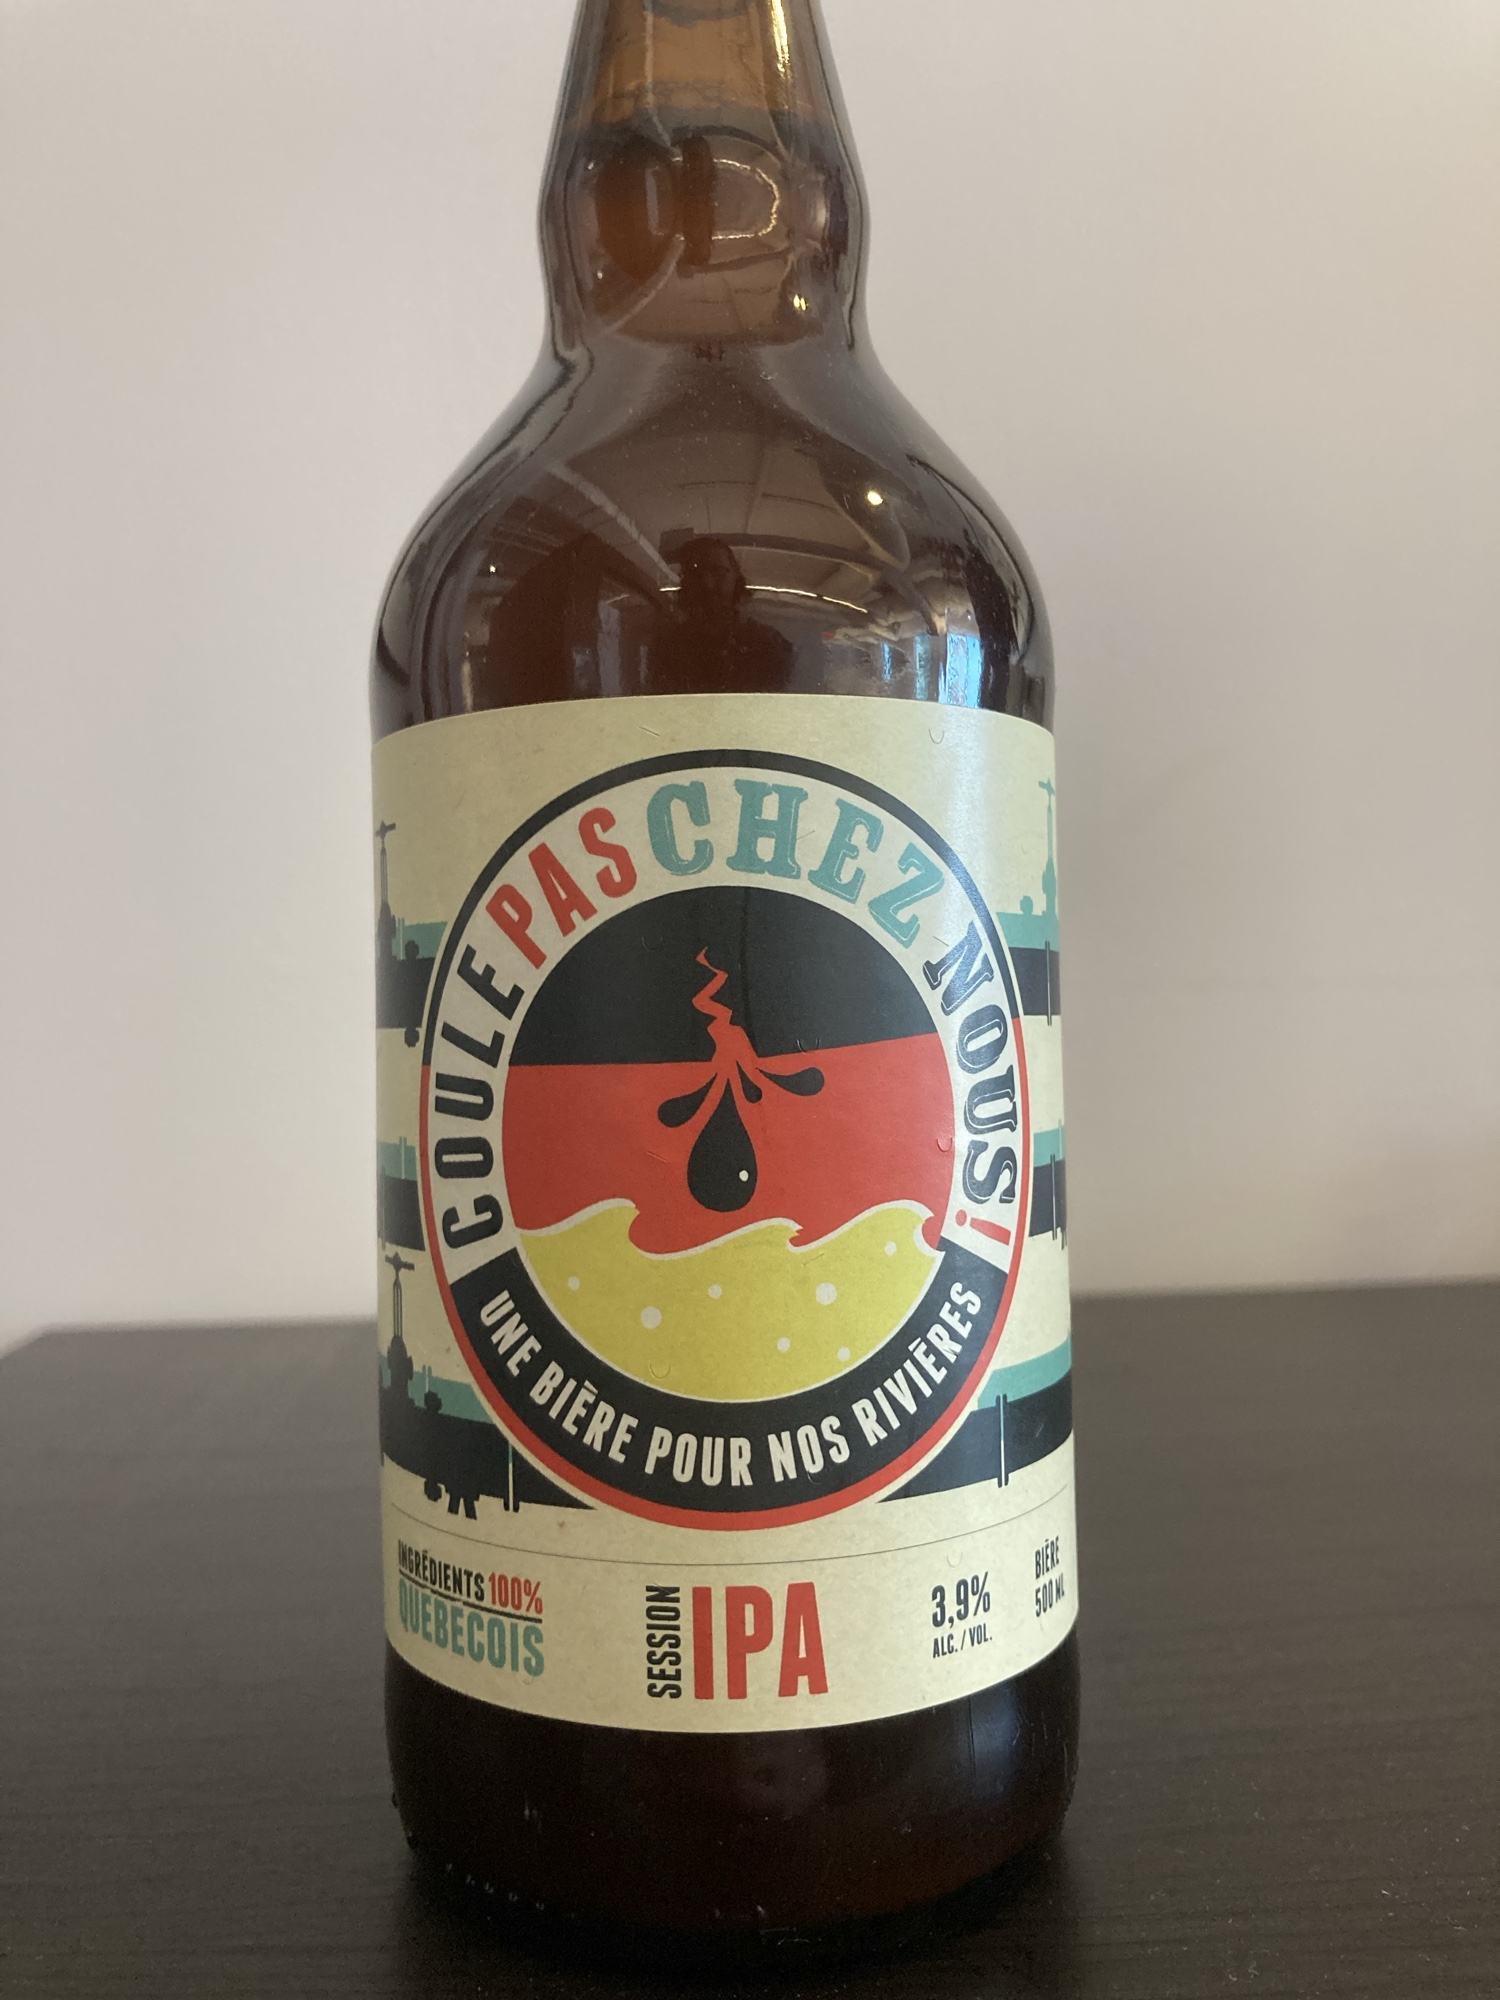 COULE PAS CHEZ NOUS!
UNE BIÈRE POUR NOS RIVIÈRES
INGRÉDIENTS 100%
QUÉBÉCOIS
SESSION
IPA
3,9%
ALC. / VOL.
BIÈRE
500 ML